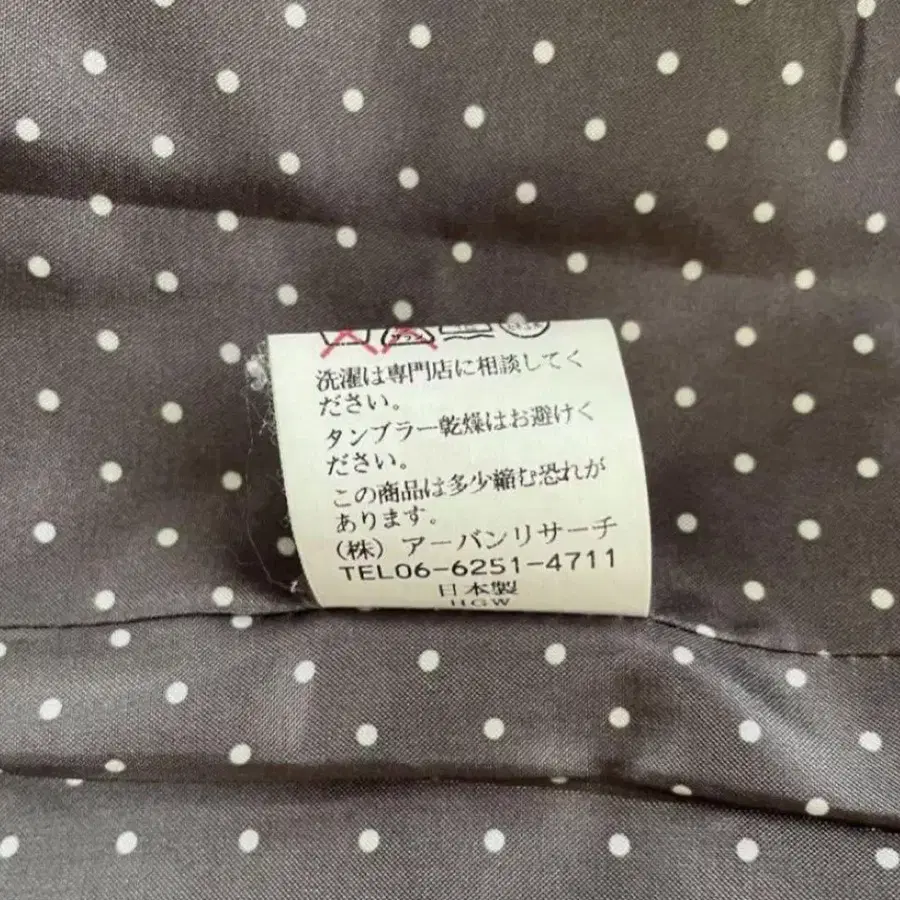 洗濯は専門店に相談してく
ださい。
タンブラー乾燥はお避けく
ださい。
この商品は多少縮む恐れが
あります。
（株）アーバンリサーチ
TEL06-6251-4711
日本製
HGW